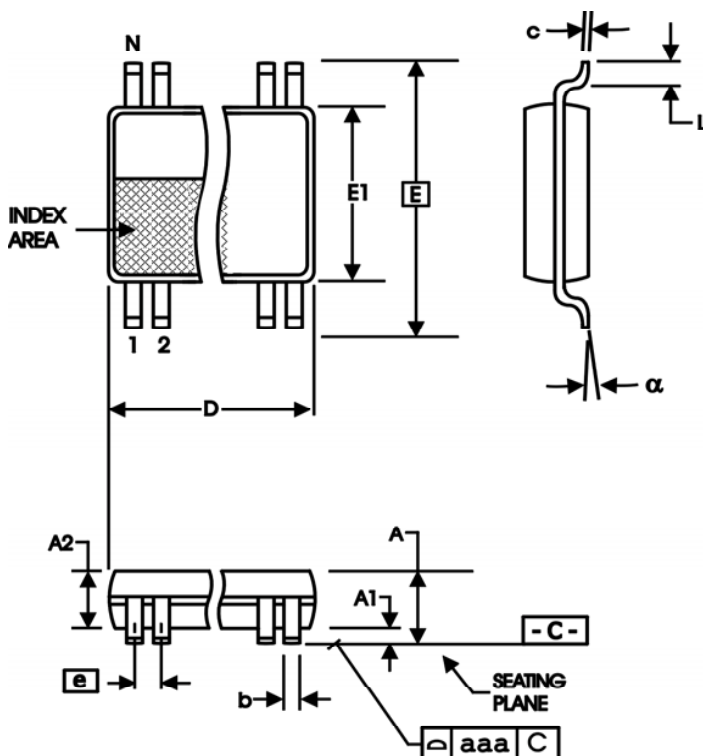 N
c
L
E1
E
INDEX
AREA
1 2
α
D
A2
A
A1
- C -
e
b
SEATING
PLANE
aaa C